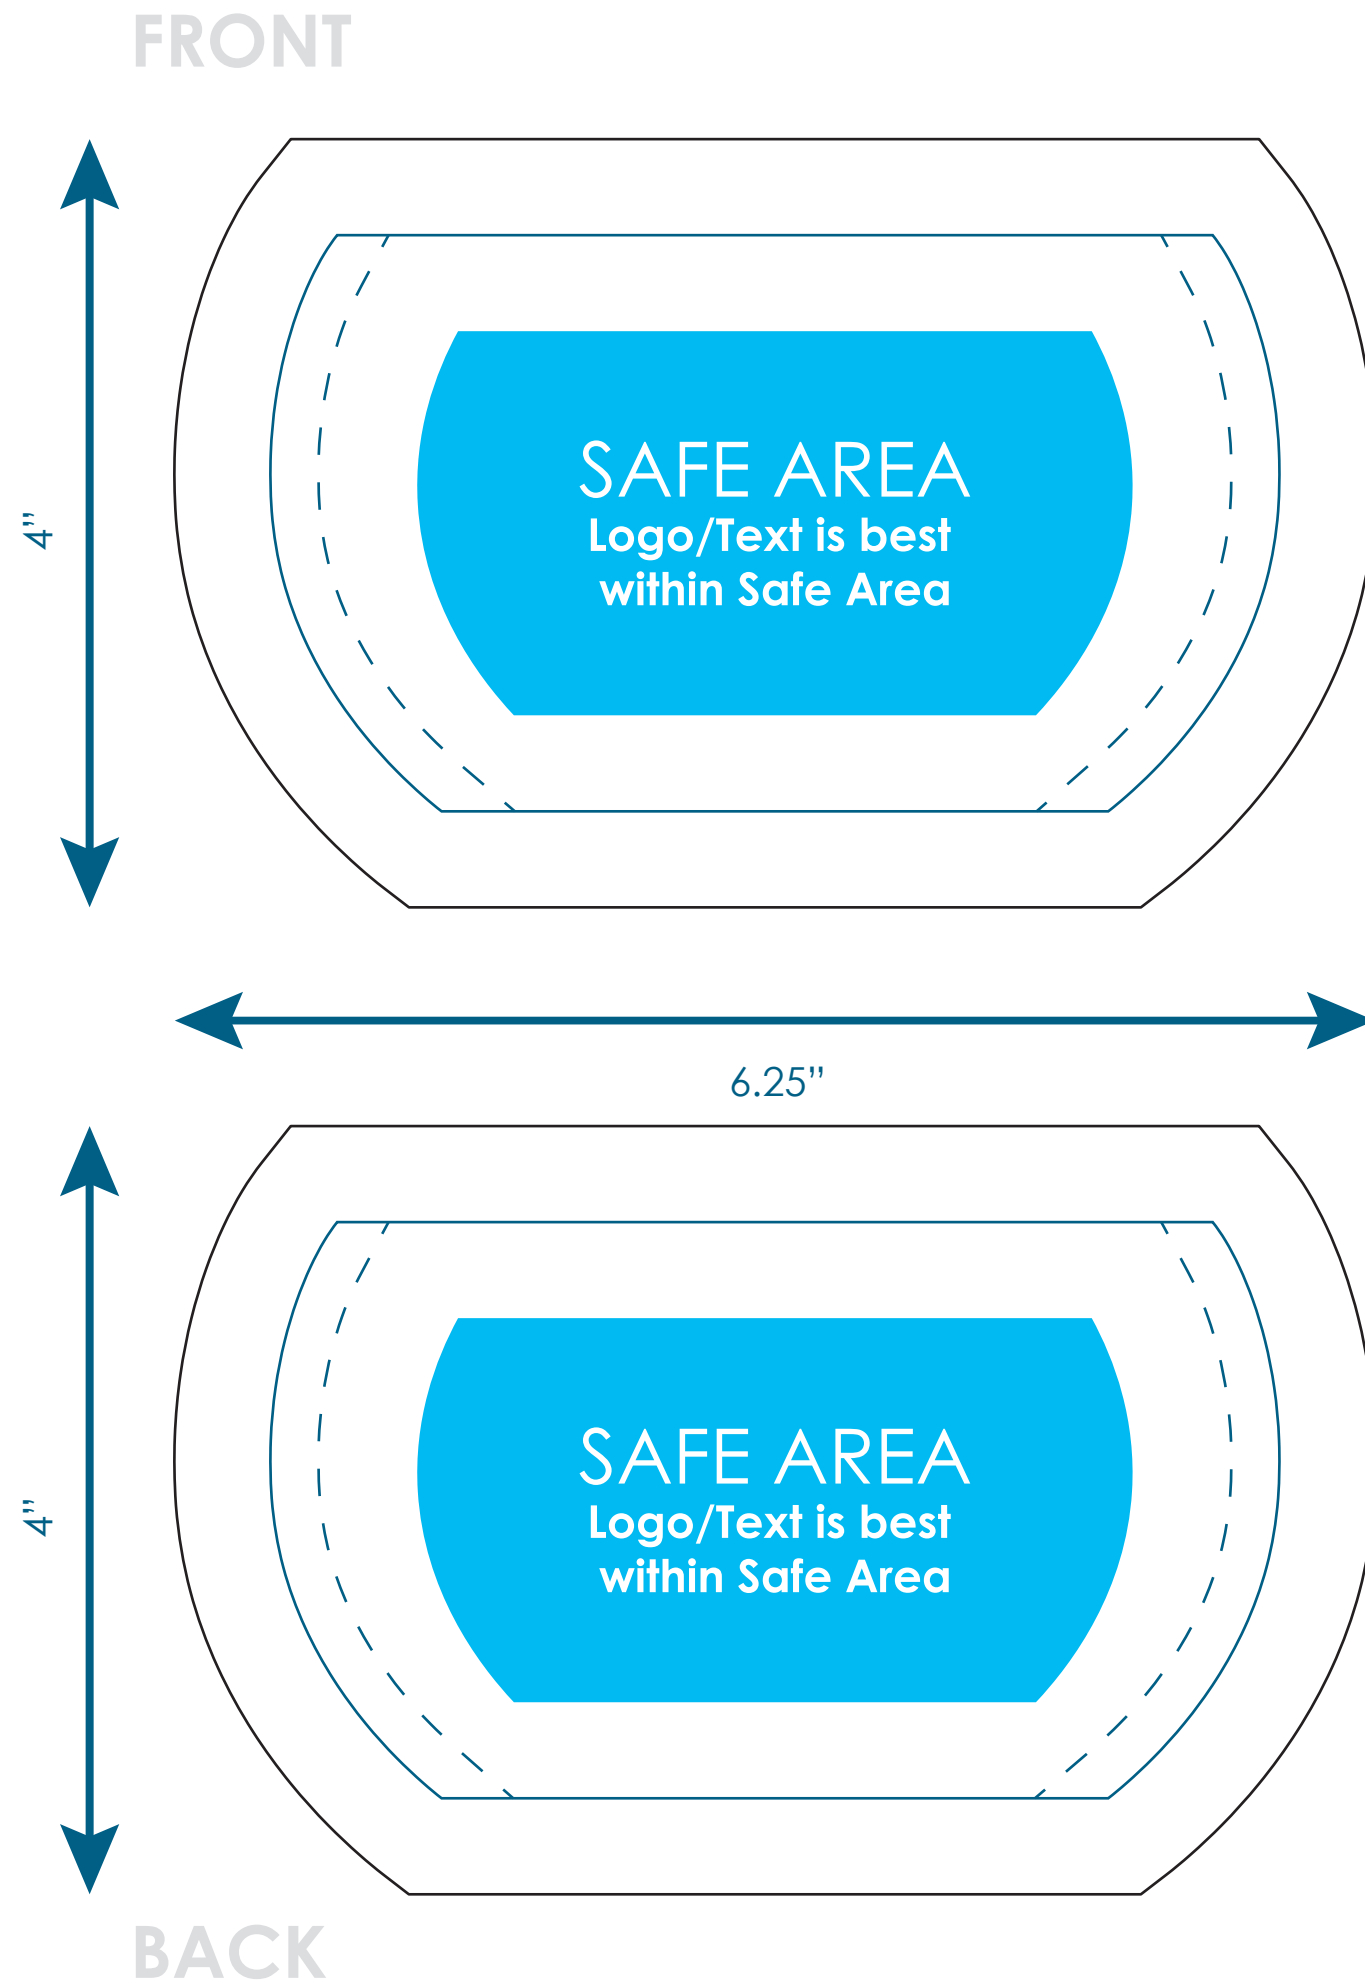 FRONT
4”
SAFE AREA
Logo/Text is best
within Safe Area
6.25”
4”
SAFE AREA
Logo/Text is best
within Safe Area
BACK